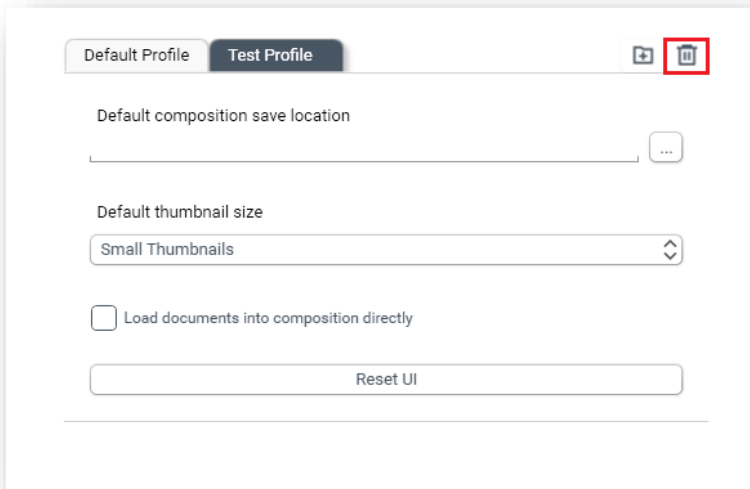 Default Profile Test Profile
Default composition save location
...
Default thumbnail size
Small Thumbnails
Load documents into composition directly
Reset UI